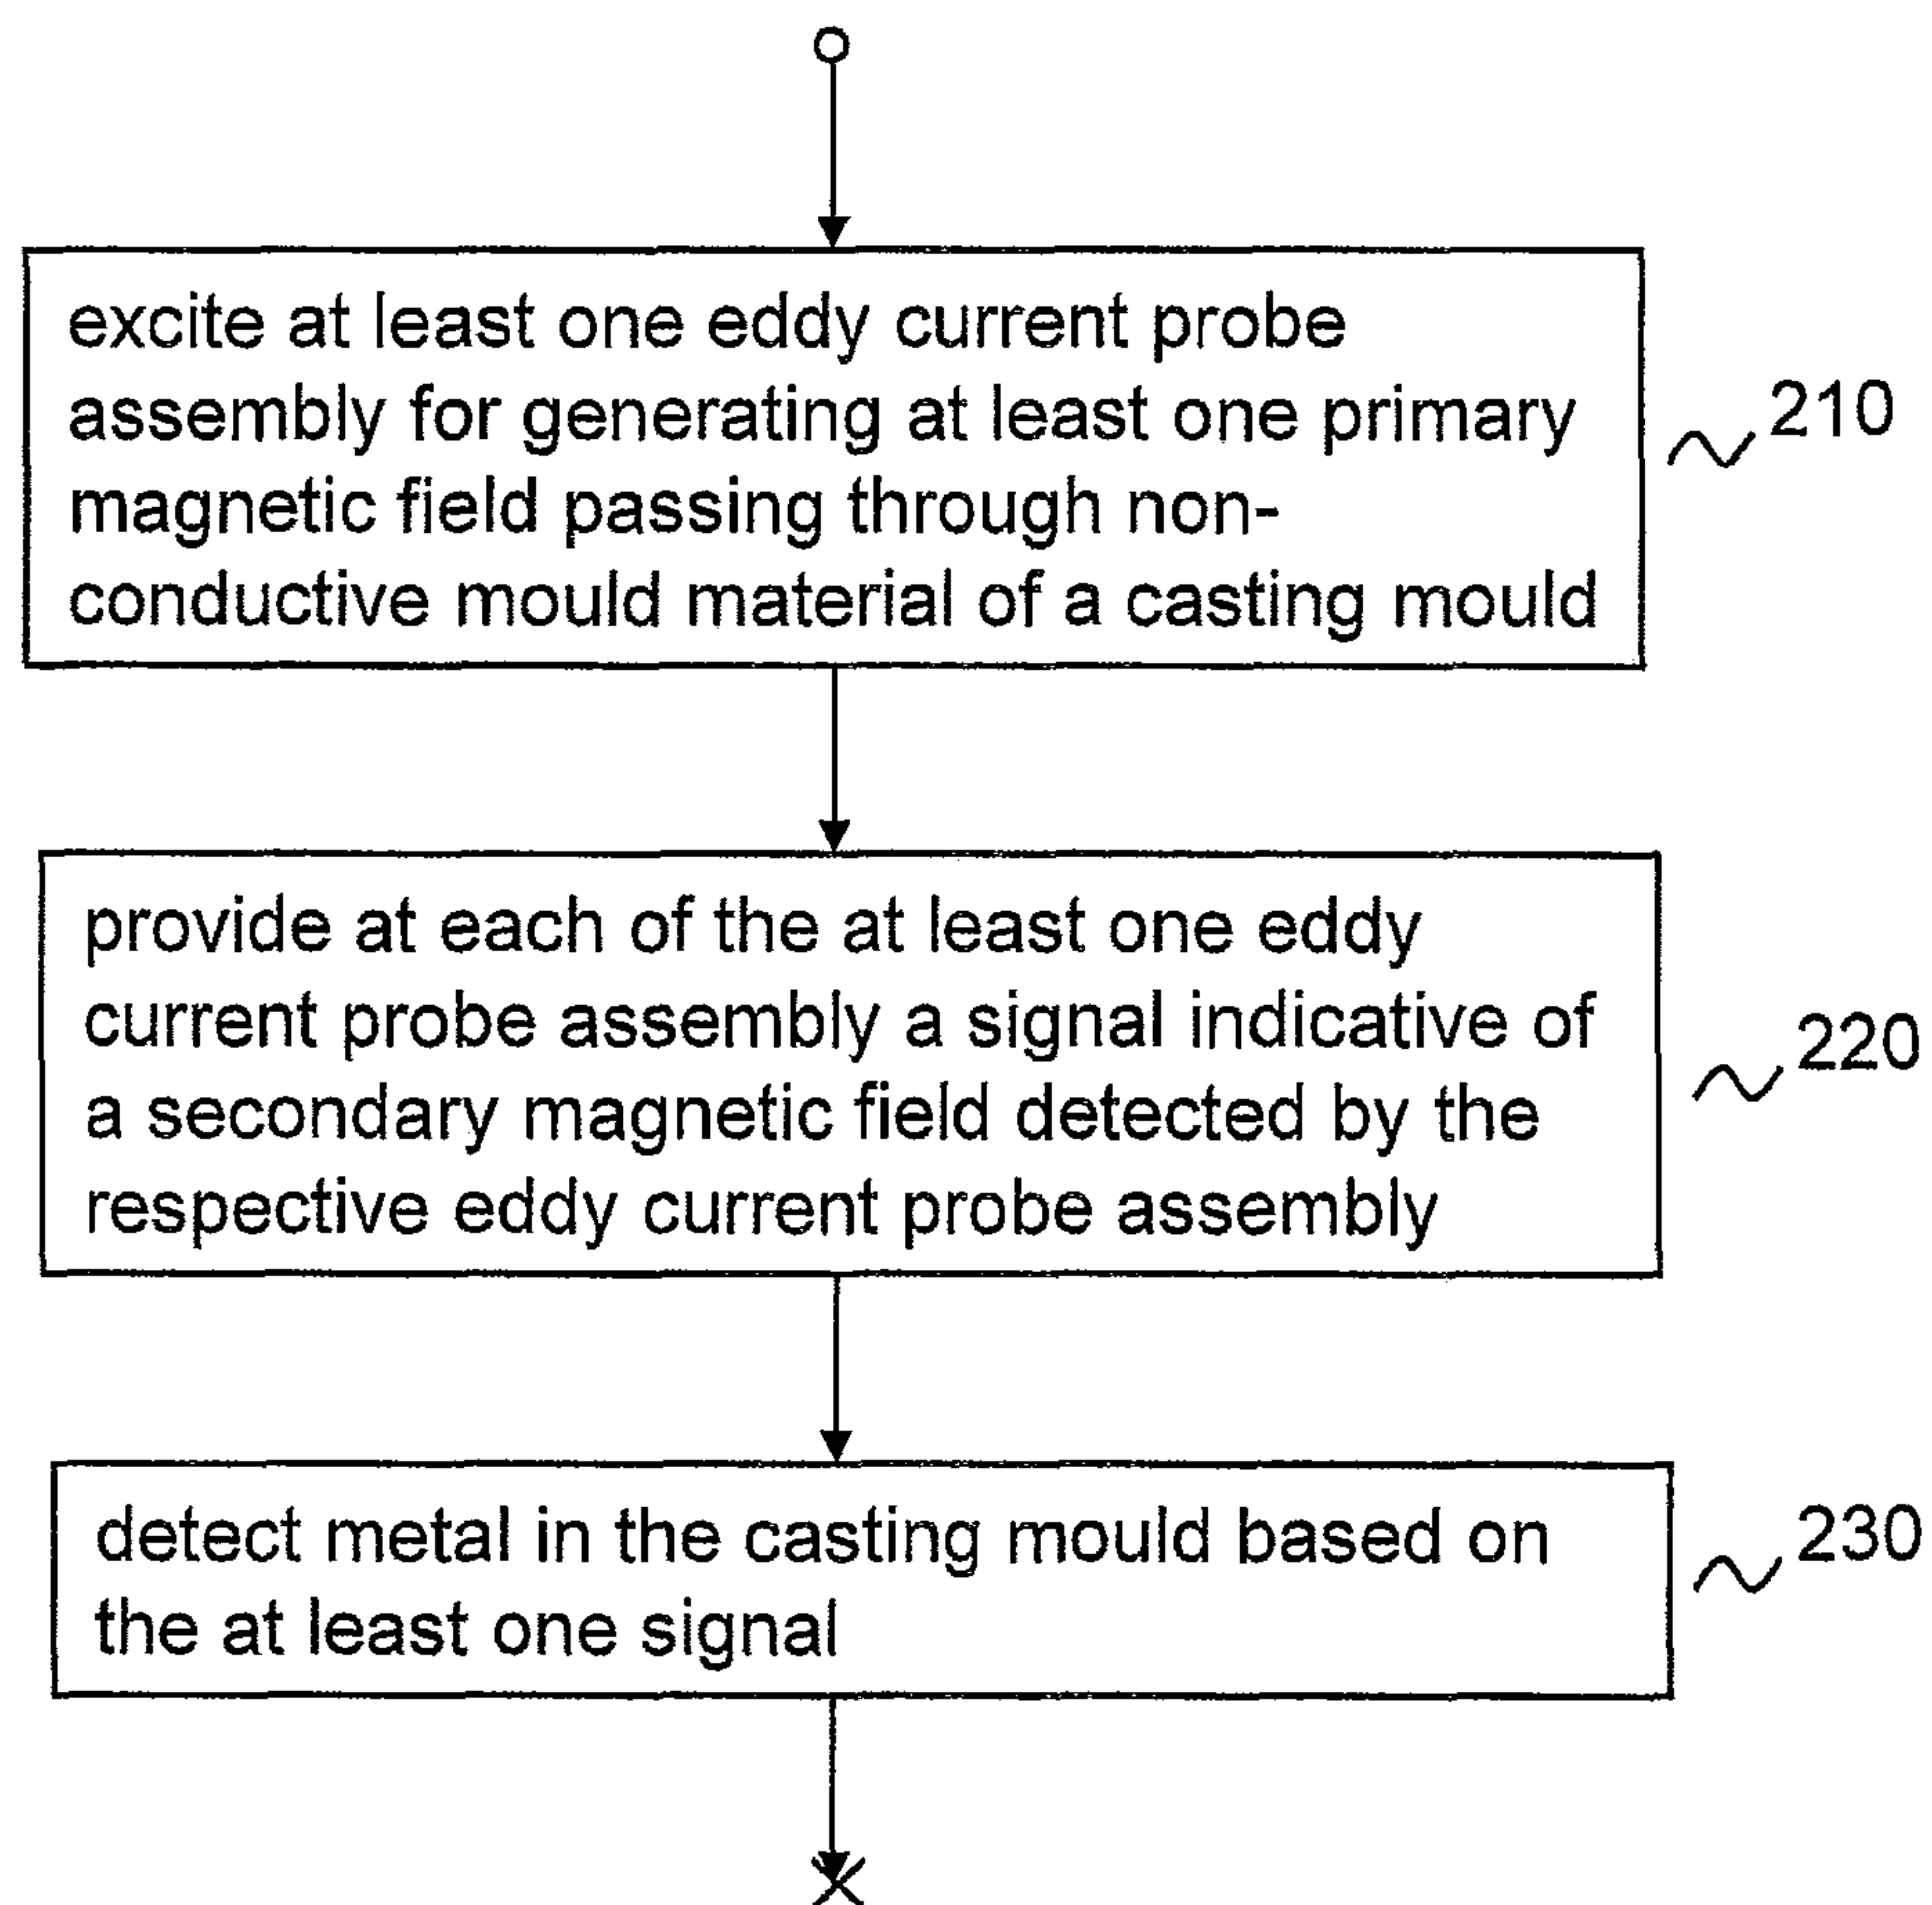 excite at least one eddy current probe
assembly for generating at least one primary
magnetic field passing through non-
conductive mould material of a casting mould
210
provide at each of the at least one eddy
current probe assembly a signal indicative of
a secondary magnetic field detected by the
respective eddy current probe assembly
220
detect metal in the casting mould based on
the at least one signal
230